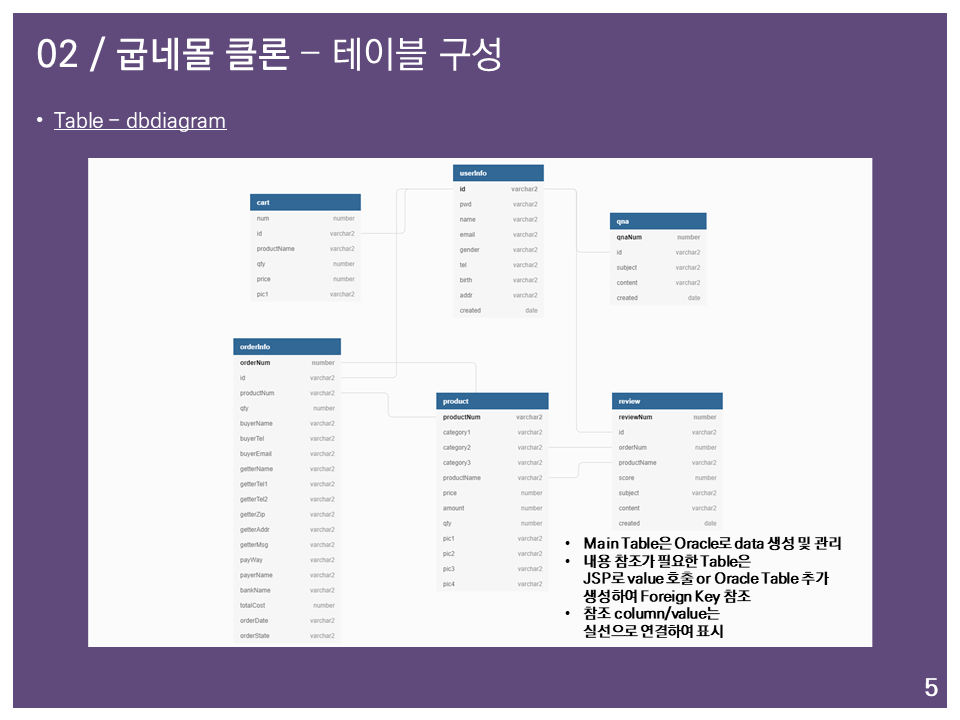 02 / 굽네몰 클론 – 테이블 구성
• Table – dbdiagram
userInfo
id varchar2
pwd varchar2
name varchar2
email varchar2
gender varchar2
tel varchar2
birth varchar2
addr varchar2
created date
cart
num number
id varchar2
productName varchar2
qty number
price number
pic1 varchar2
qna
qnaNum number
id varchar2
subject varchar2
content varchar2
created date
orderInfo
orderNum number
id varchar2
productNum varchar2
qty number
buyerName varchar2
buyerTel varchar2
buyerEmail varchar2
getterName varchar2
getterTel1 varchar2
getterTel2 varchar2
getterZip varchar2
getterAddr varchar2
getterMsg varchar2
payWay varchar2
payerName varchar2
bankName varchar2
totalCost number
orderDate varchar2
orderState varchar2
product
productNum varchar2
category1 varchar2
category2 varchar2
category3 varchar2
productName varchar2
price number
amount number
qty number
pic1 varchar2
pic2 varchar2
pic3 varchar2
pic4 varchar2
review
reviewNum number
id varchar2
orderNum number
productName varchar2
score number
subject varchar2
content varchar2
created date
• Main Table은 Oracle로 data 생성 및 관리
• 내용 참조가 필요한 Table은
JSP로 value 호출 or Oracle Table 추가
생성하여 Foreign Key 참조
• 참조 column/value는
실선으로 연결하여 표시
5